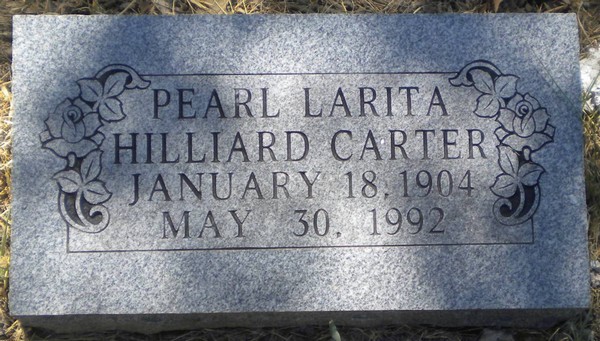 PEARL LARITA
HILLIARD CARTER
JANUARY 18, 1904
MAY 30, 1992